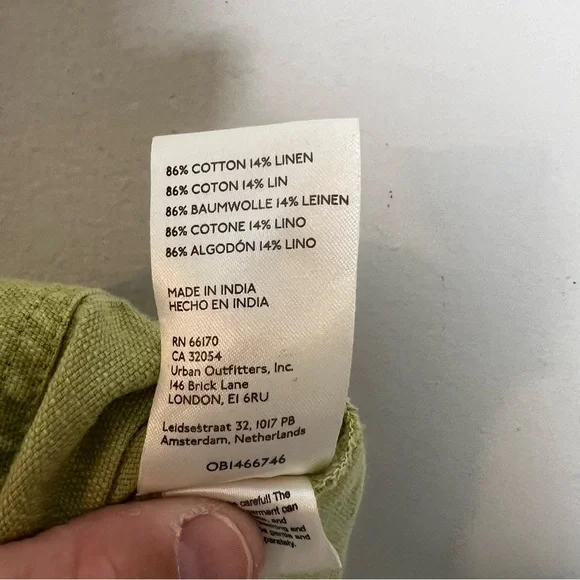 86% COTTON 14% LINEN
86% COTON 14% LIN
86% BAUMWOLLE 14% LEINEN
86% COTONE 14% LINO
86% ALGODÓN 14% LINO
MADE IN INDIA
HECHO EN INDIA
RN 66170
CA 32054
Urban Outfitters, Inc.
146 Brick Lane
LONDON, E1 6RU
Leidsestraat 32, 1017 PB
Amsterdam, Netherlands
OB1466746
careful! The
can
and
and